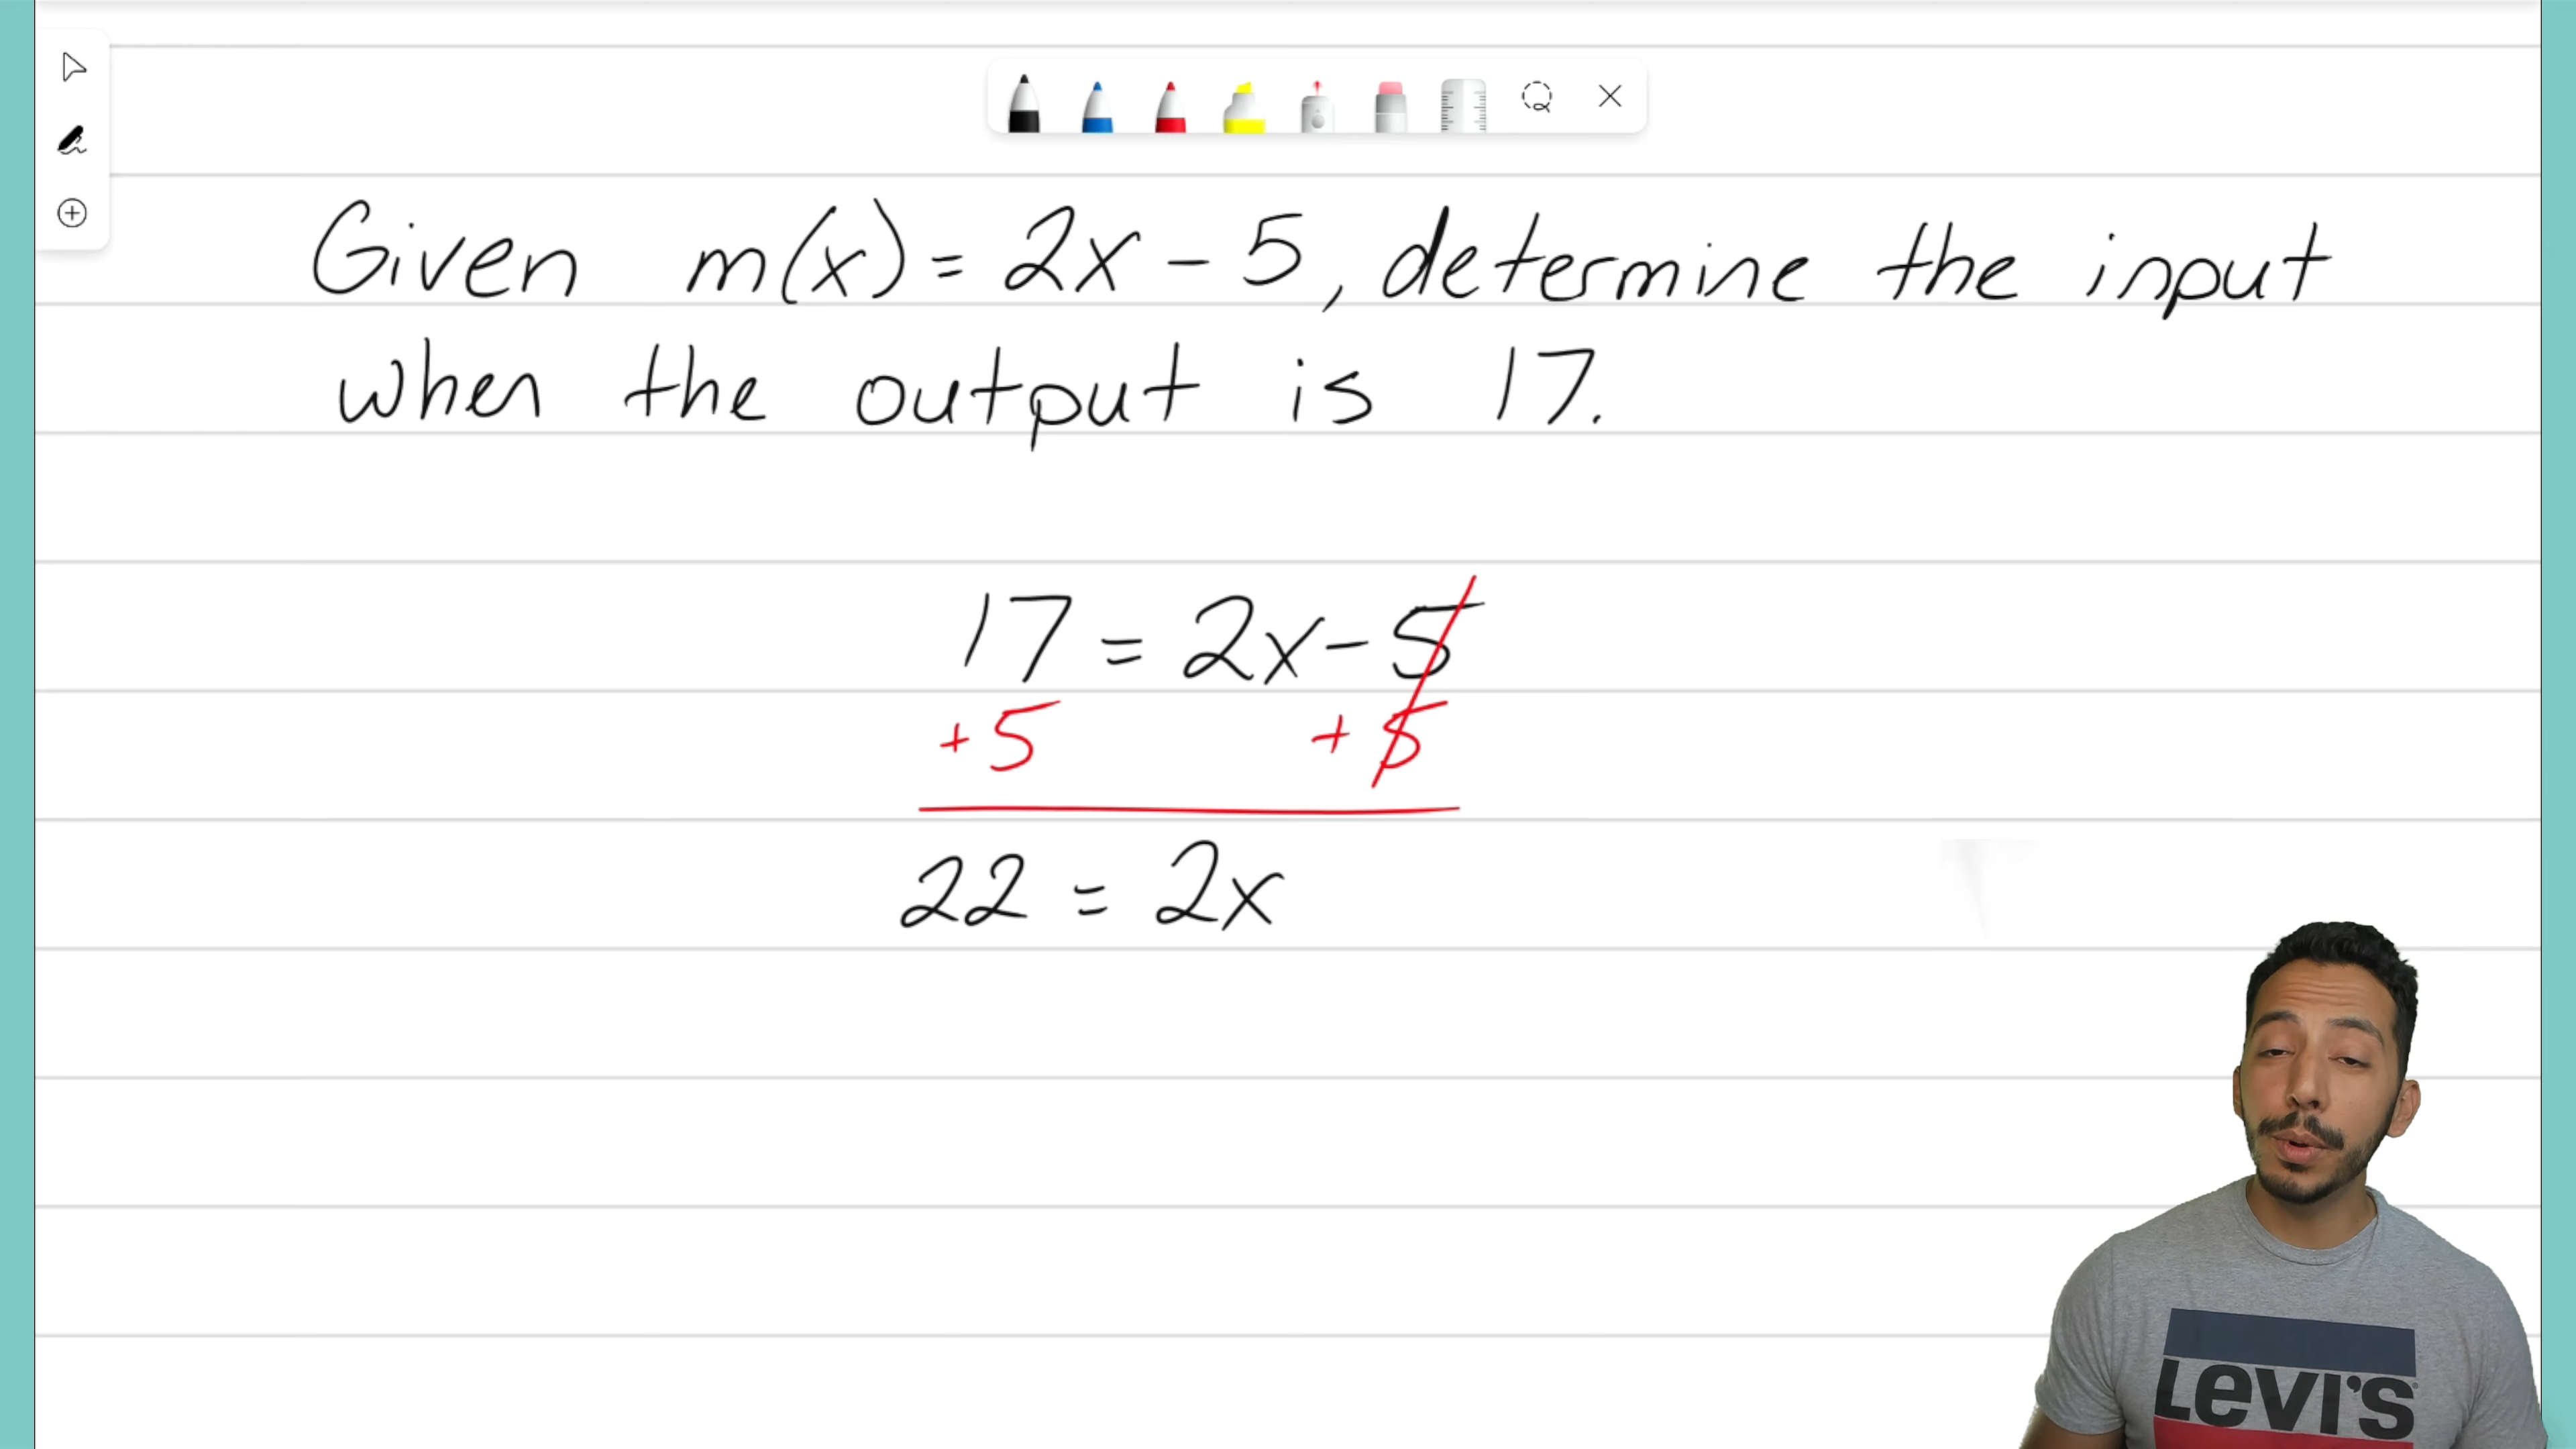 Given m(x) = 2x - 5, determine the input
when the output is 17.
17 = 2x - 5
+5 +5
22 = 2x
LEVI'S